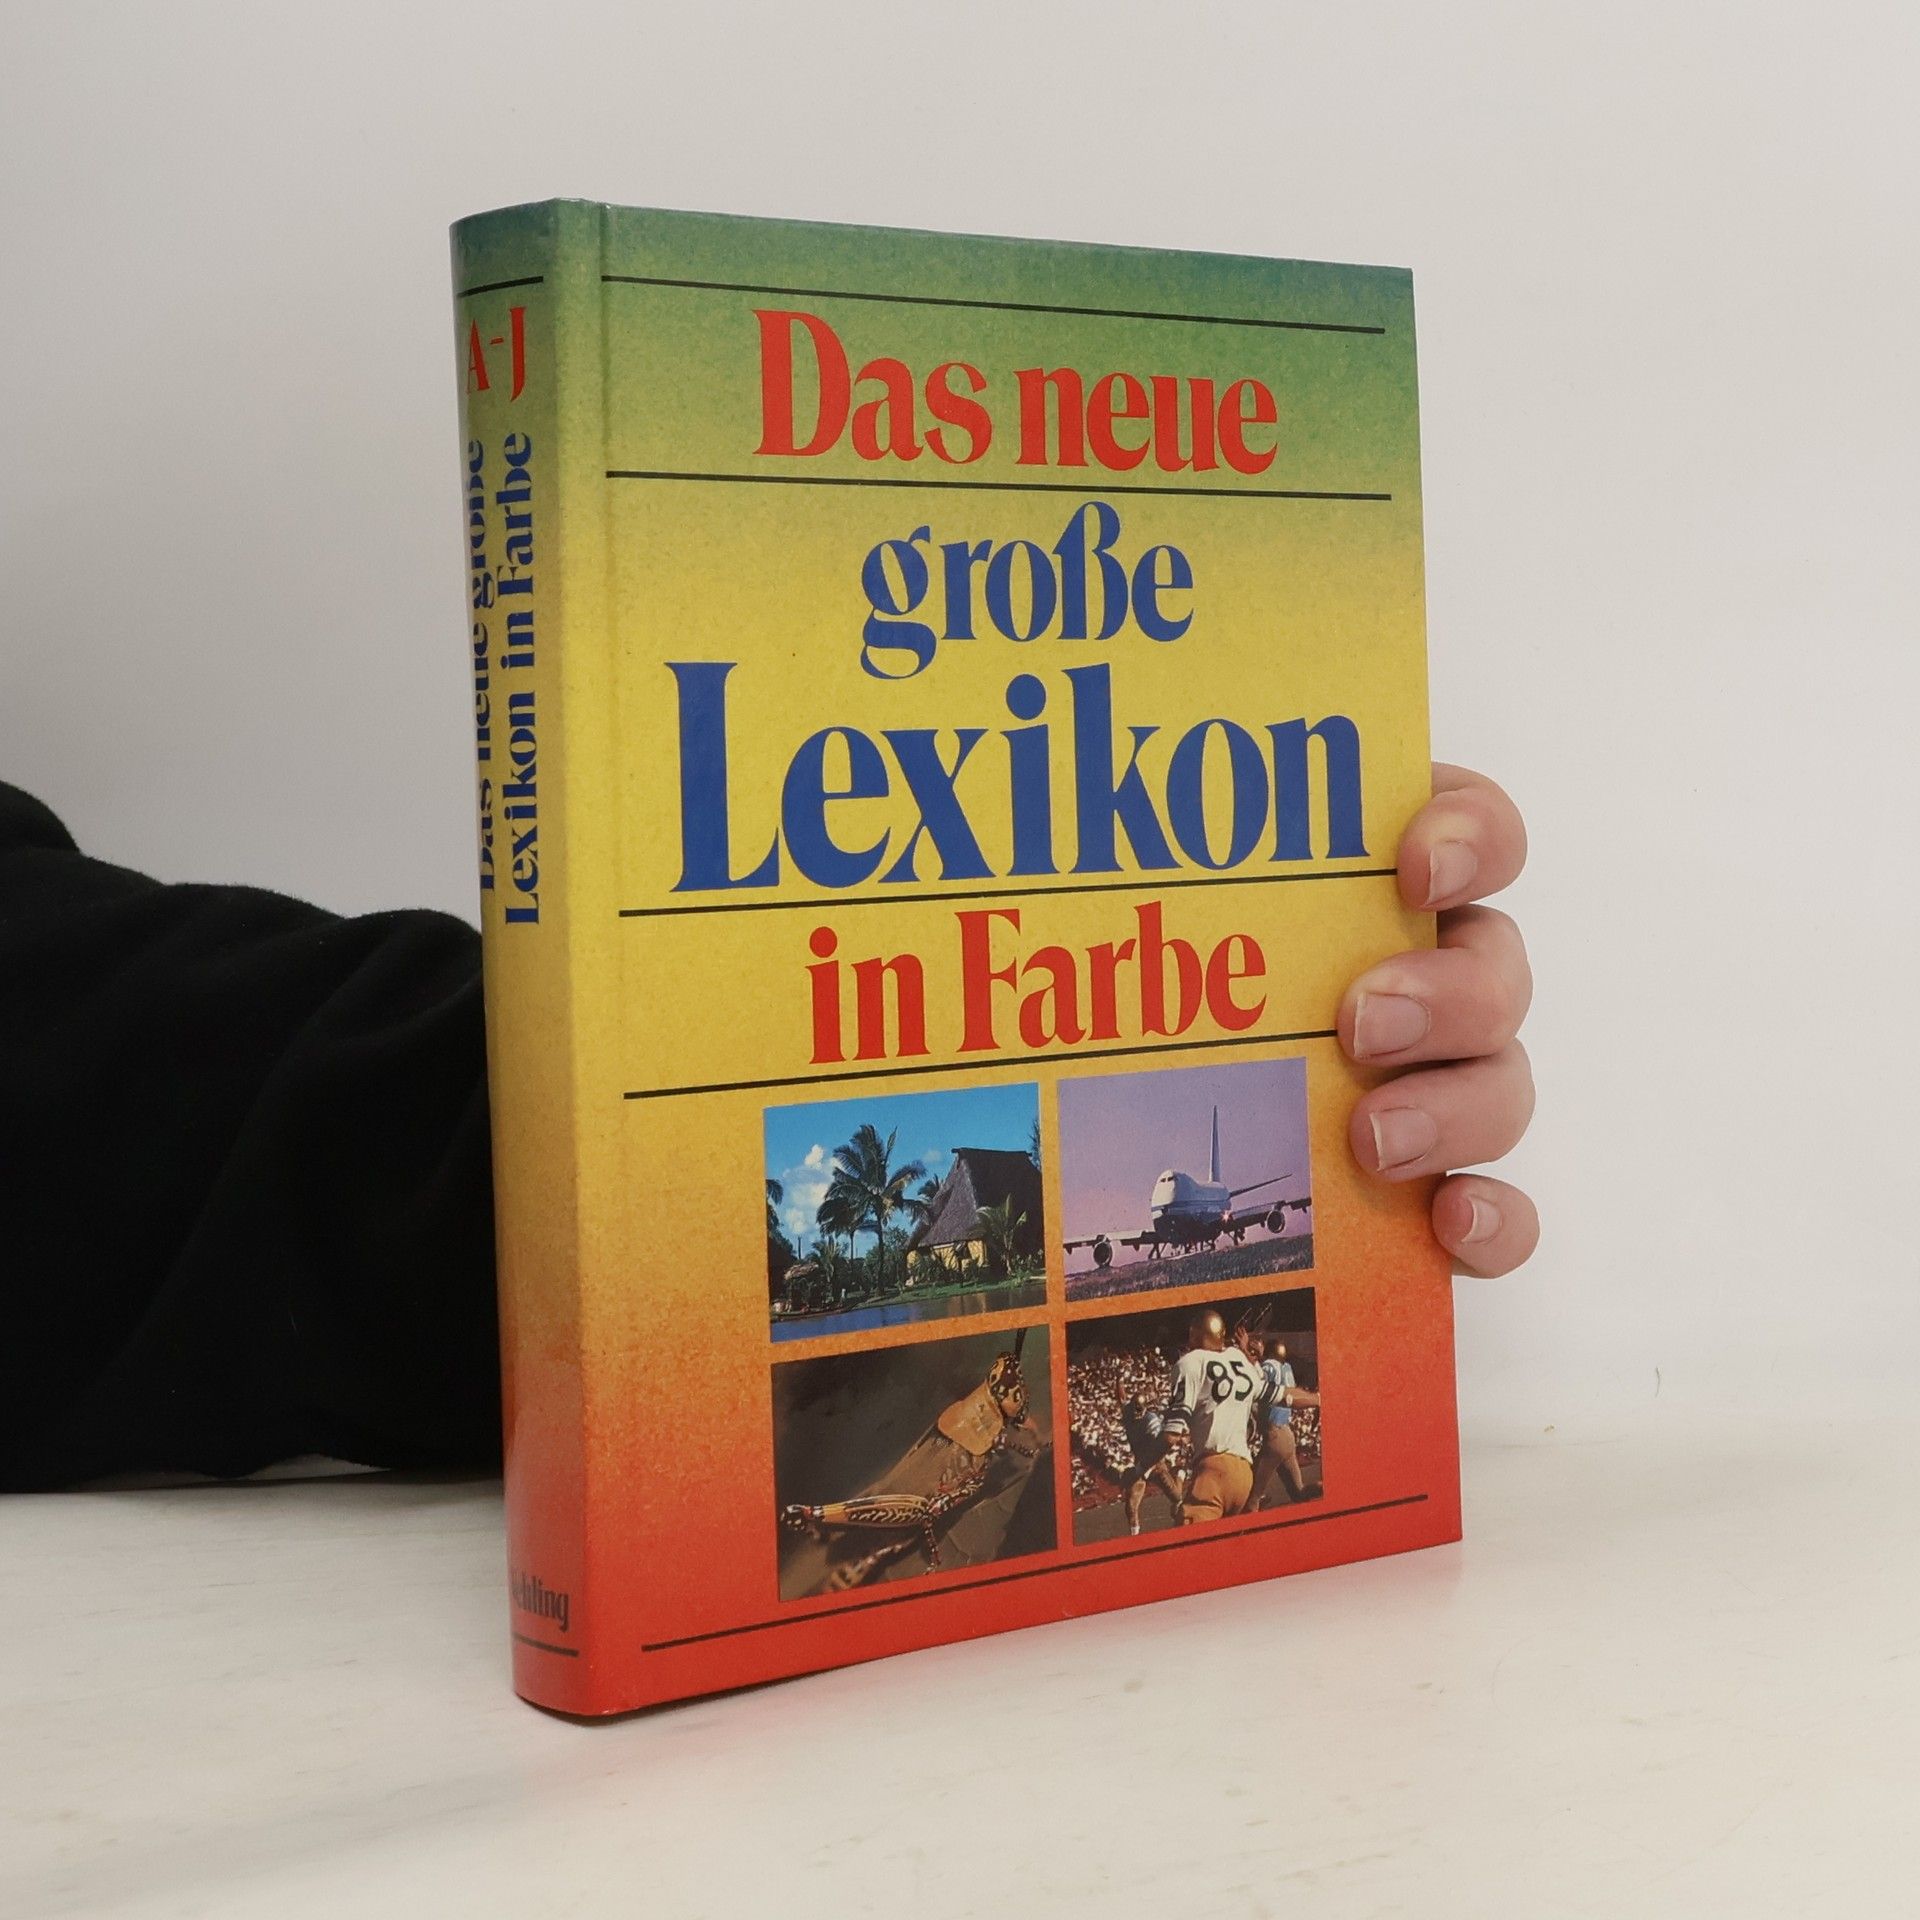 A-J
Das neue große
Lexikon in Farbe
Das neue
große
Lexikon
in Farbe
85